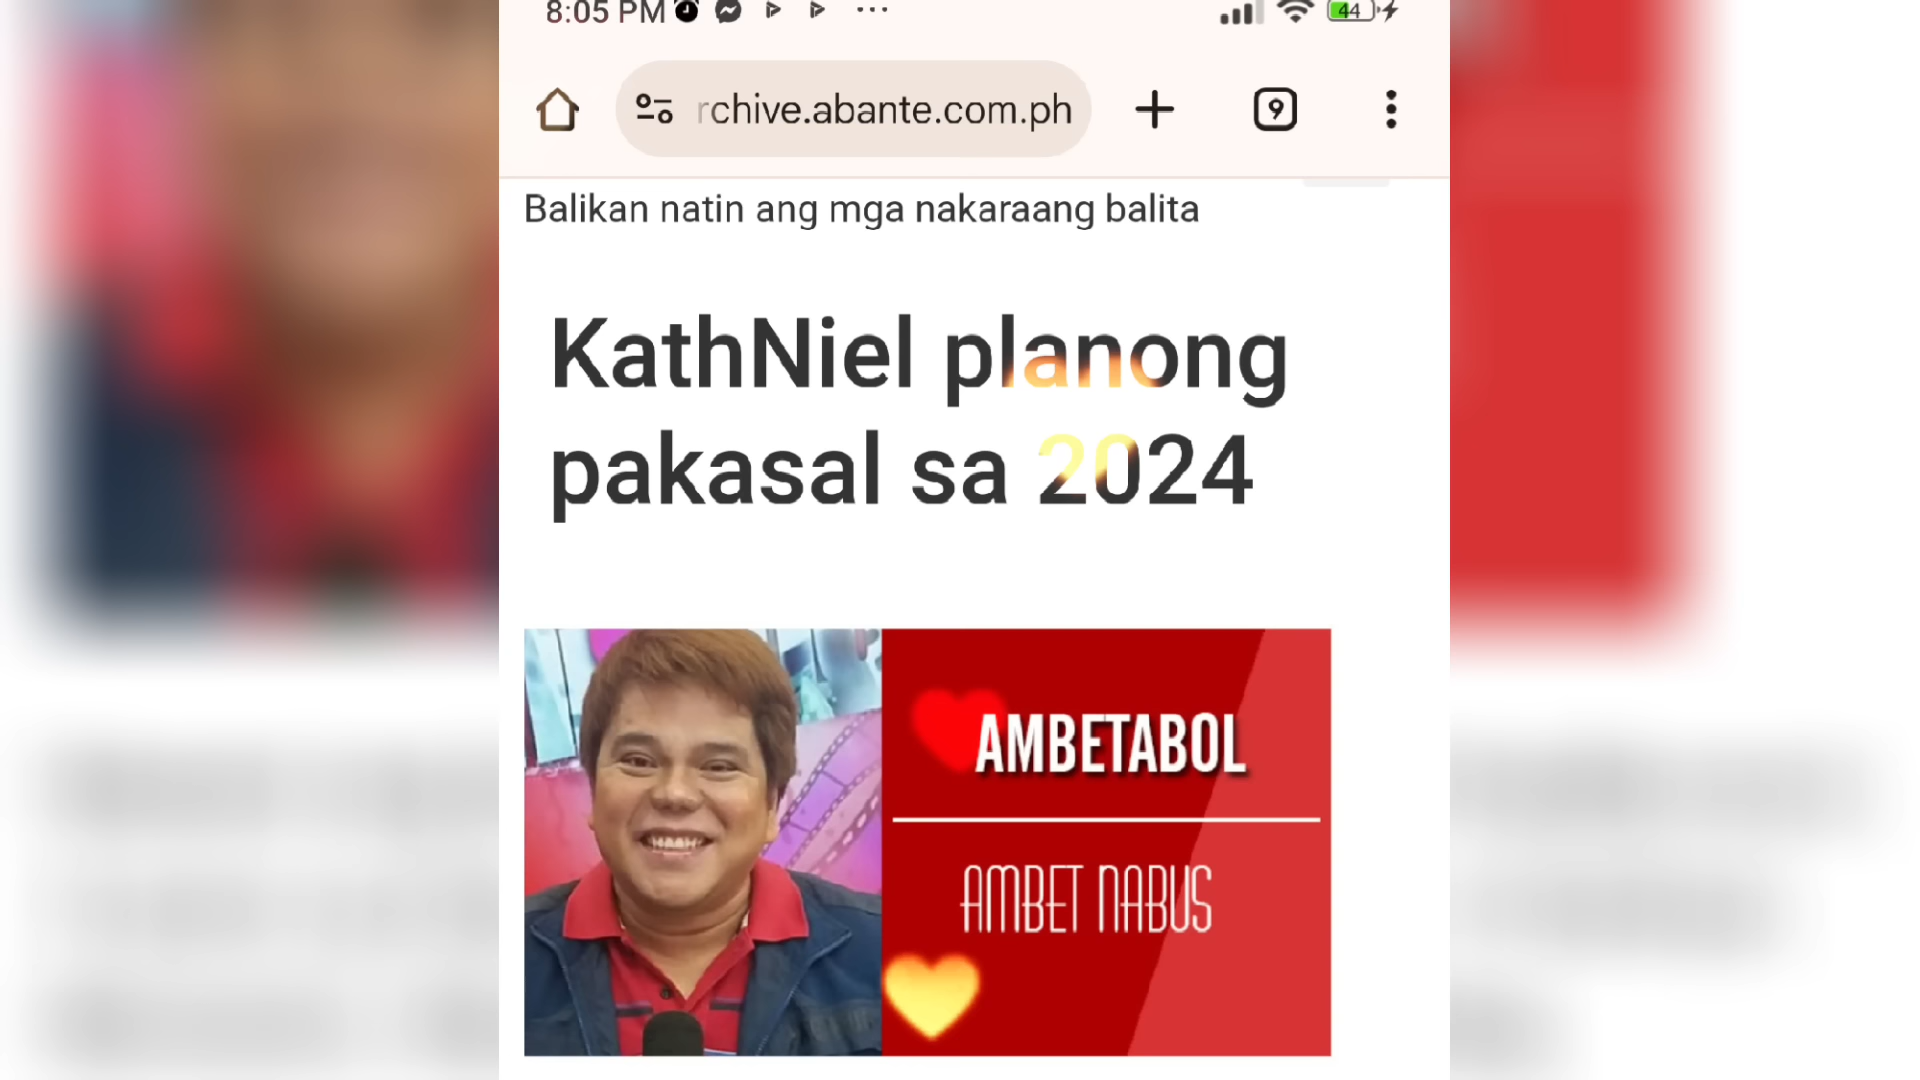 8:05 PM
44
rchive.abante.com.ph
9
Balikan natin ang mga nakaraang balita
KathNiel planong
pakasal sa 2024
AMBETABOL
AMBET NABUS